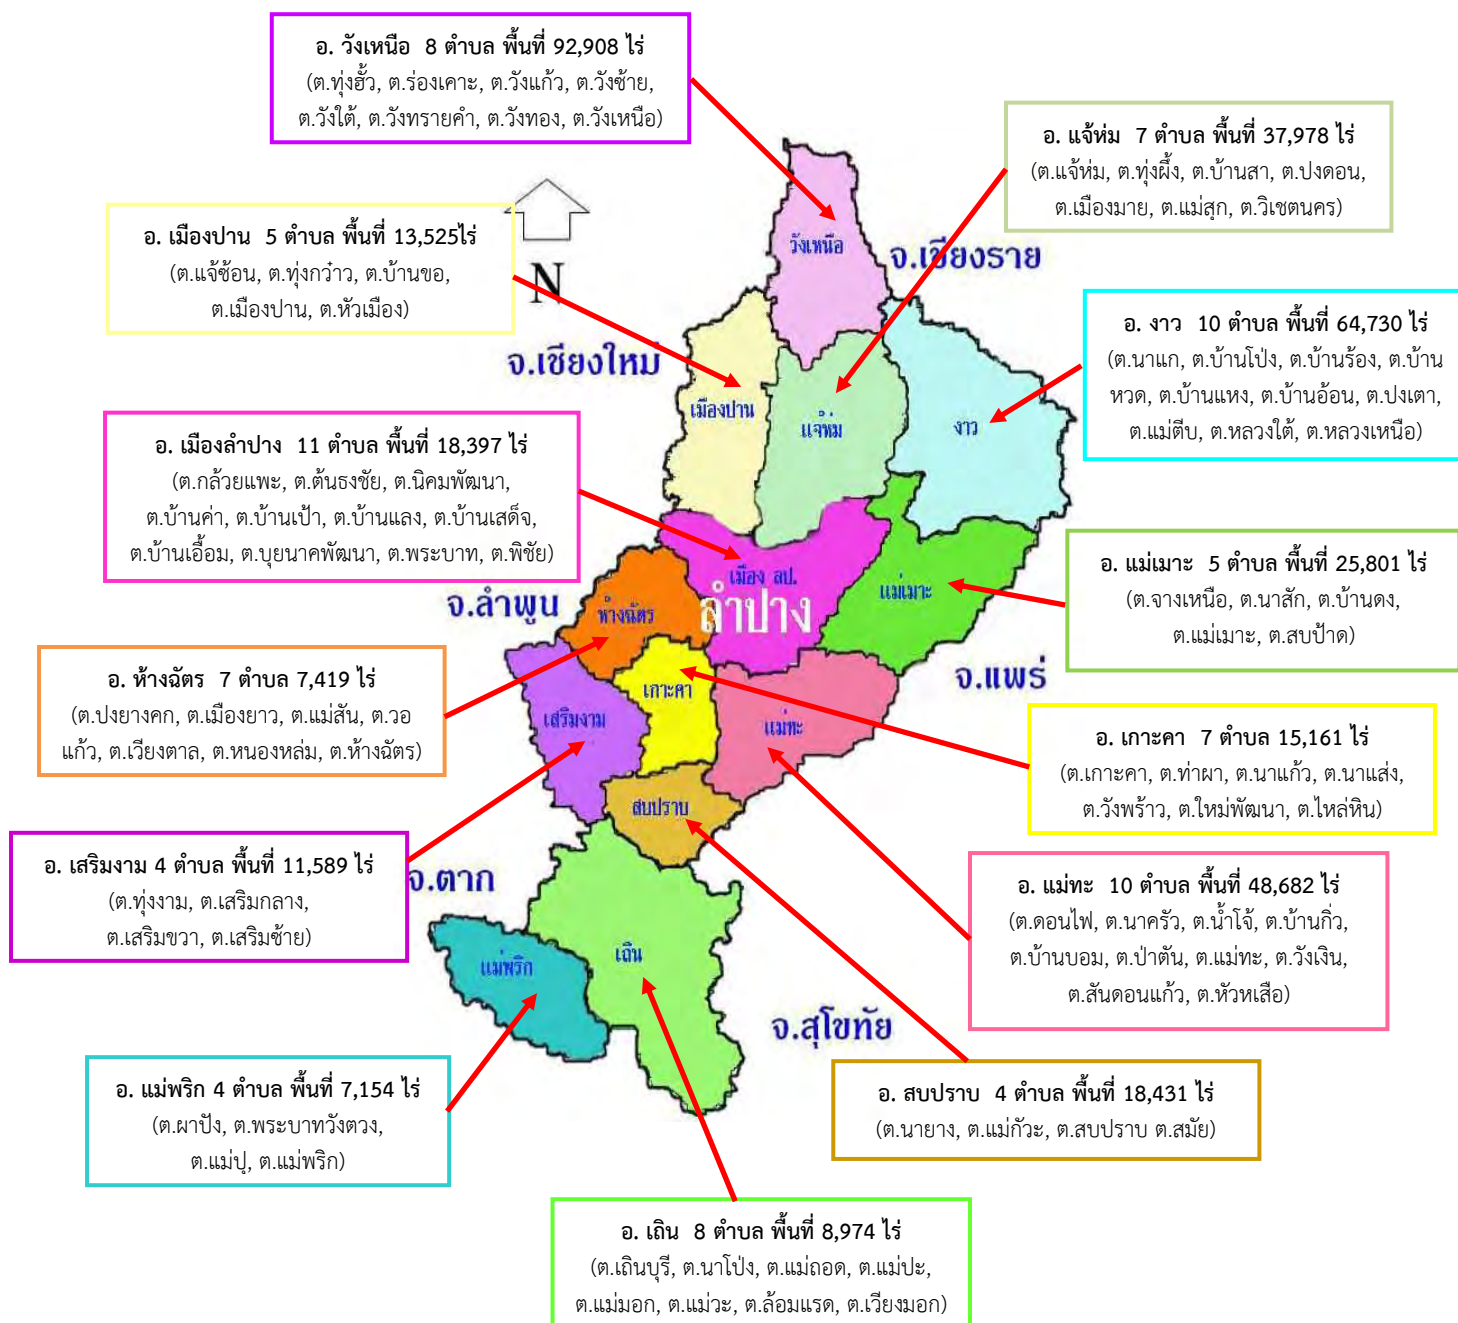 อ. วังเหนือ 8 ตำบล พื้นที่ 92,908 ไร่
(ต.ทุ่งฮั้ว, ต.ร่องเคาะ, ต.วังแก้ว, ต.วังซ้าย,
ต.วังใต้, ต.วังทรายคำ, ต.วังทอง, ต.วังเหนือ)
อ. แจ้ห่ม 7 ตำบล พื้นที่ 37,978 ไร่
(ต.แจ้ห่ม, ต.ทุ่งผึ้ง, ต.บ้านสา, ต.ปงดอน,
ต.เมืองมาย, ต.แม่สุก, ต.วิเชตนคร)
อ. เมืองปาน 5 ตำบล พื้นที่ 13,525ไร่
(ต.แจ้ซ้อน, ต.ทุ่งกว๋าว, ต.บ้านขอ,
ต.เมืองปาน, ต.หัวเมือง)
N
วังเหนือ
จ.เชียงราย
อ. งาว 10 ตำบล พื้นที่ 64,730 ไร่
(ต.นาแก, ต.บ้านโป่ง, ต.บ้านร้อง, ต.บ้าน
หวด, ต.บ้านแหง, ต.บ้านอ้อน, ต.ปงเตา,
ต.แม่ตีบ, ต.หลวงใต้, ต.หลวงเหนือ)
จ.เชียงใหม่
เมืองปาน
แจ้ห่ม
งาว
อ. เมืองลำปาง 11 ตำบล พื้นที่ 18,397 ไร่
(ต.กล้วยแพะ, ต.ต้นธงชัย, ต.นิคมพัฒนา,
ต.บ้านค่า, ต.บ้านเป้า, ต.บ้านแลง, ต.บ้านเสด็จ,
ต.บ้านเอื้อม, ต.บุยนาคพัฒนา, ต.พระบาท, ต.พิชัย)
อ. แม่เมาะ 5 ตำบล พื้นที่ 25,801 ไร่
(ต.จางเหนือ, ต.นาสัก, ต.บ้านดง,
ต.แม่เมาะ, ต.สบป้าด)
จ.ลำพูน
ห้างฉัตร
เมือง ลป.
ลำปาง
แม่เมาะ
จ.แพร่
อ. ห้างฉัตร 7 ตำบล 7,419 ไร่
(ต.ปงยางคก, ต.เมืองยาว, ต.แม่สัน, ต.วอ
แก้ว, ต.เวียงตาล, ต.หนองหล่ม, ต.ห้างฉัตร)
เสริมงาม
เกาะคา
แม่ทะ
อ. เกาะคา 7 ตำบล 15,161 ไร่
(ต.เกาะคา, ต.ท่าผา, ต.นาแก้ว, ต.นาแส่ง,
ต.วังพร้าว, ต.ใหม่พัฒนา, ต.ไหล่หิน)
สบปราบ
อ. เสริมงาม 4 ตำบล พื้นที่ 11,589 ไร่
(ต.ทุ่งงาม, ต.เสริมกลาง,
ต.เสริมขวา, ต.เสริมซ้าย)
จ.ตาก
อ. แม่ทะ 10 ตำบล พื้นที่ 48,682 ไร่
(ต.ดอนไฟ, ต.นาครัว, ต.น้ำโจ้, ต.บ้านกิ่ว,
ต.บ้านบอม, ต.ป่าตัน, ต.แม่ทะ, ต.วังเงิน,
ต.สันดอนแก้ว, ต.หัวหเสือ)
แม่พริก
เถิน
จ.สุโขทัย
อ. แม่พริก 4 ตำบล พื้นที่ 7,154 ไร่
(ต.ผาปัง, ต.พระบาทวังตวง,
ต.แม่ปุ, ต.แม่พริก)
อ. สบปราบ 4 ตำบล พื้นที่ 18,431 ไร่
(ต.นายาง, ต.แม่กัวะ, ต.สบปราบ ต.สมัย)
อ. เถิน 8 ตำบล พื้นที่ 8,974 ไร่
(ต.เถินบุรี, ต.นาโป่ง, ต.แม่ถอด, ต.แม่ปะ,
ต.แม่มอก, ต.แม่วะ, ต.ล้อมแรด, ต.เวียงมอก)